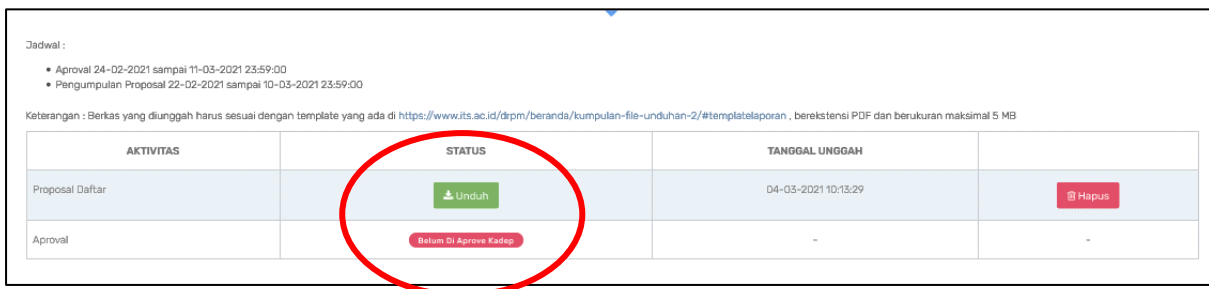 Jadwal :
• Aproval 24-02-2021 sampai 11-03-2021 23:59:00
• Pengumpulan Proposal 22-02-2021 sampai 10-03-2021 23:59:00
Keterangan : Berkas yang diunggah harus sesuai dengan template yang ada di https://www.its.ac.id/drpm/beranda/kumpulan-file-unduhan-2/#templatelaporan , berekstensi PDF dan berukuran maksimal 5 MB
AKTIVITAS STATUS TANGGAL UNGGAH
Proposal Daftar Unduh 04-03-2021 10:13:29 Hapus
Aproval Belum Di Aprove Kadep - -